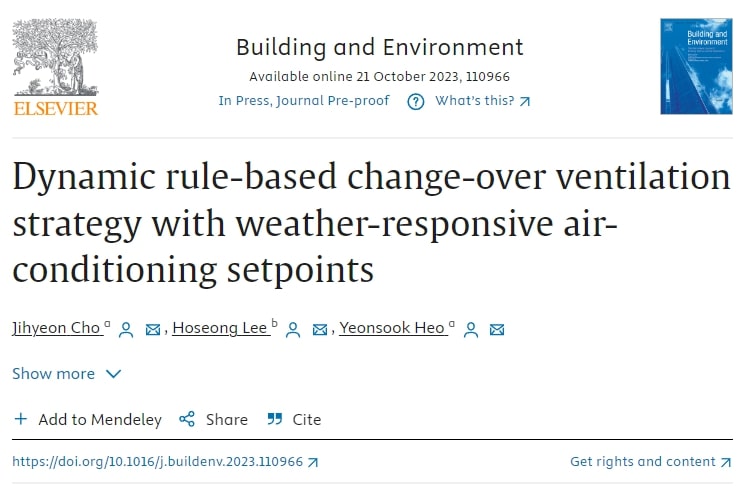 Building and Environment
Available online 21 October 2023, 110966
In Press, Journal Pre-proof ? What's this?
ELSEVIER
Building and
Environment
Dynamic rule-based change-over ventilation
strategy with weather-responsive air-
conditioning setpoints
Jihyeon Cho a, Hoseong Lee b, Yeonsook Heo a
Show more
+ Add to Mendeley Share Cite
https://doi.org/10.1016/j.buildenv.2023.110966 Get rights and content